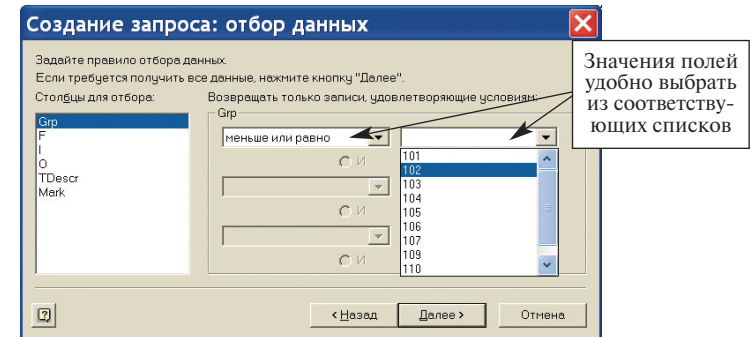 Создание запроса: отбор данных
Задайте правило отбора данных.
Если требуется получить все данные, нажмите кнопку "Далее".
Столбцы для отбора:
Возвращать только записи, удовлетворяющие условиям:
Grp
F
I
O
TDescr
Mark
Grp
меньше или равно
И
И
И
101
102
103
104
105
106
107
109
110
< Назад
Далее >
Отмена
Значения полей
удобно выбрать
из соответству-
ющих списков